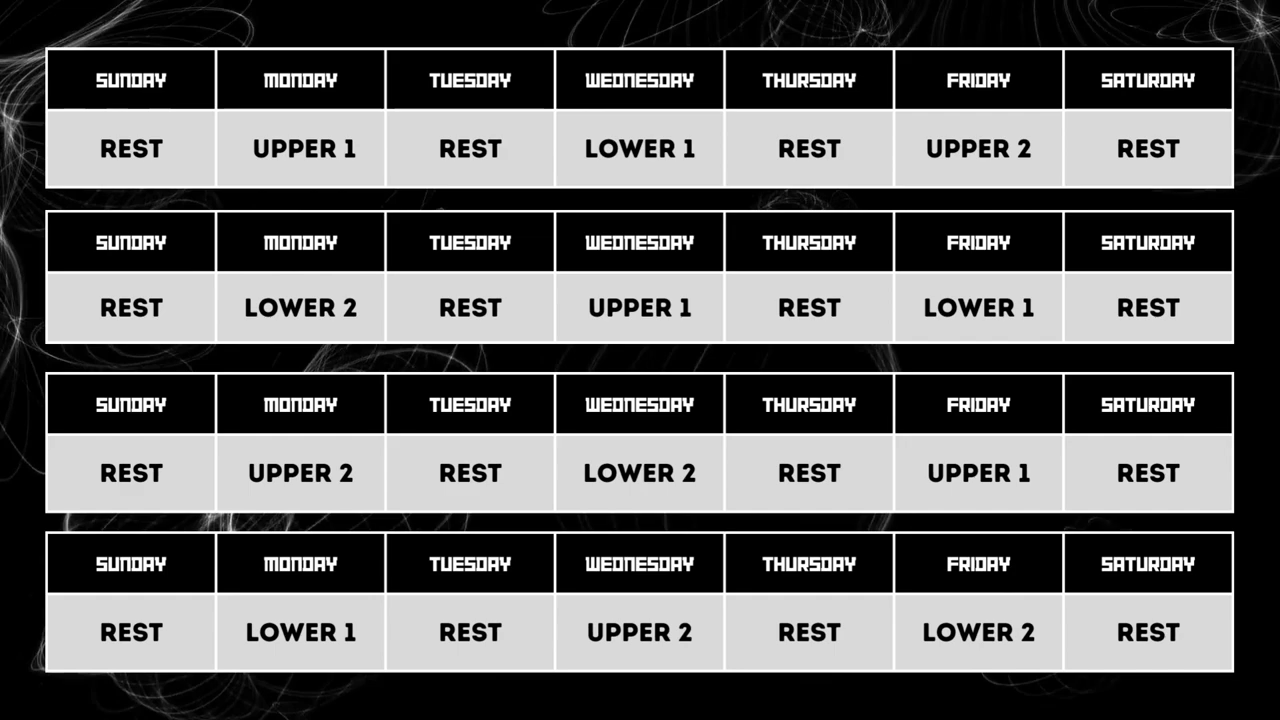 SUNDAY MONDAY TUESDAY WEDNESDAY THURSDAY FRIDAY SATURDAY
REST UPPER 1 REST LOWER 1 REST UPPER 2 REST
SUNDAY MONDAY TUESDAY WEDNESDAY THURSDAY FRIDAY SATURDAY
REST LOWER 2 REST UPPER 1 REST LOWER 1 REST
SUNDAY MONDAY TUESDAY WEDNESDAY THURSDAY FRIDAY SATURDAY
REST UPPER 2 REST LOWER 2 REST UPPER 1 REST
SUNDAY MONDAY TUESDAY WEDNESDAY THURSDAY FRIDAY SATURDAY
REST LOWER 1 REST UPPER 2 REST LOWER 2 REST